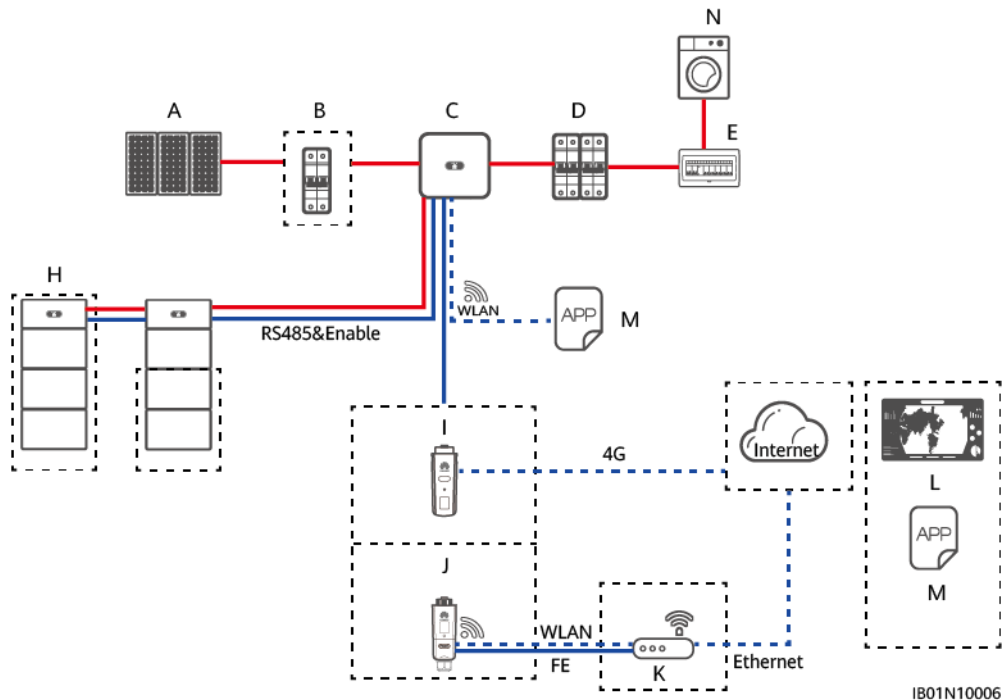 N
A
B
C
D
E
H
WLAN
APP
M
RS485&Enable
I
4G
Internet
L
APP
M
J
WLAN
FE
K
Ethernet
IB01N10006